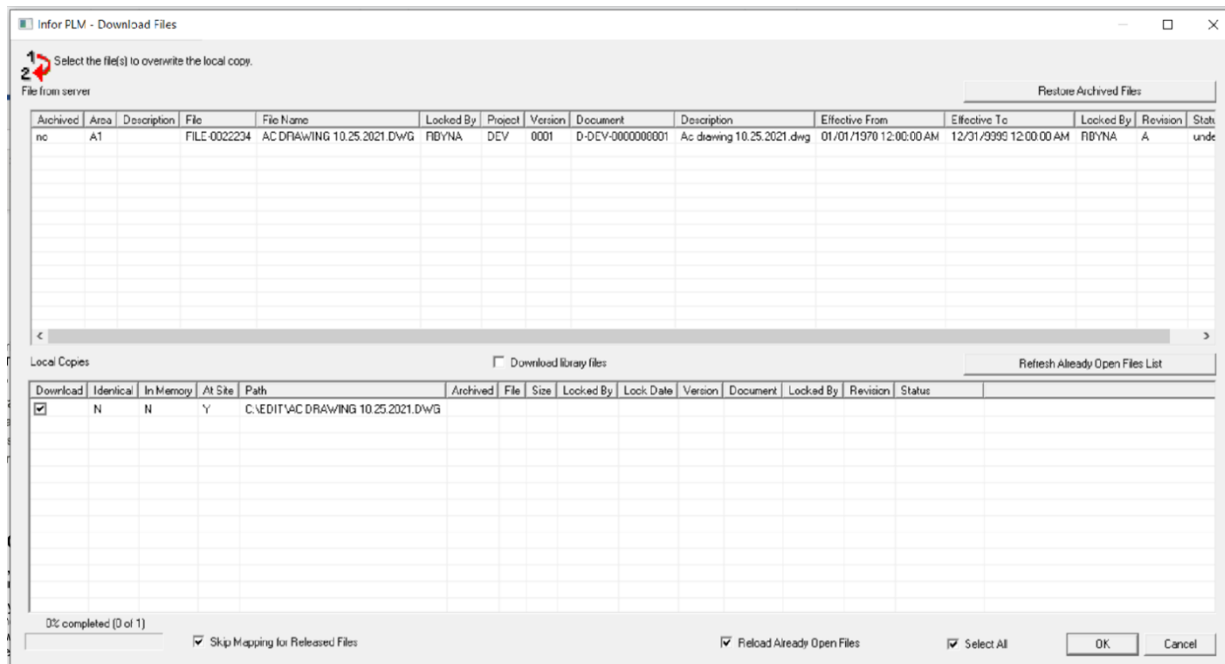 Infor PLM - Download Files
1
2
Select the file(s) to overwrite the local copy.
File from server
Restore Archived Files
Archived Area Description File File Name Locked By Project Version Document Description Effective From Effective To Locked By Revision Statu
no A1 FILE-0022234 AC DRAWING 10.25.2021.DWG RBYNA DEV 0001 D-DEV-0000000001 Ac drawing 10.25.2021.dwg 01/01/1970 12:00:00 AM 12/31/9999 12:00:00 AM RBYNA A unde
Local Copies
Download library files
Refresh Already Open Files List
Download Identical In Memory At Site Path Archived File Size Locked By Lock Date Version Document Locked By Revision Status
N N Y C:\EDIT\AC DRAWING 10.25.2021.DWG
0% completed (0 of 1)
Skip Mapping for Released Files
Reload Already Open Files
Select All
OK
Cancel